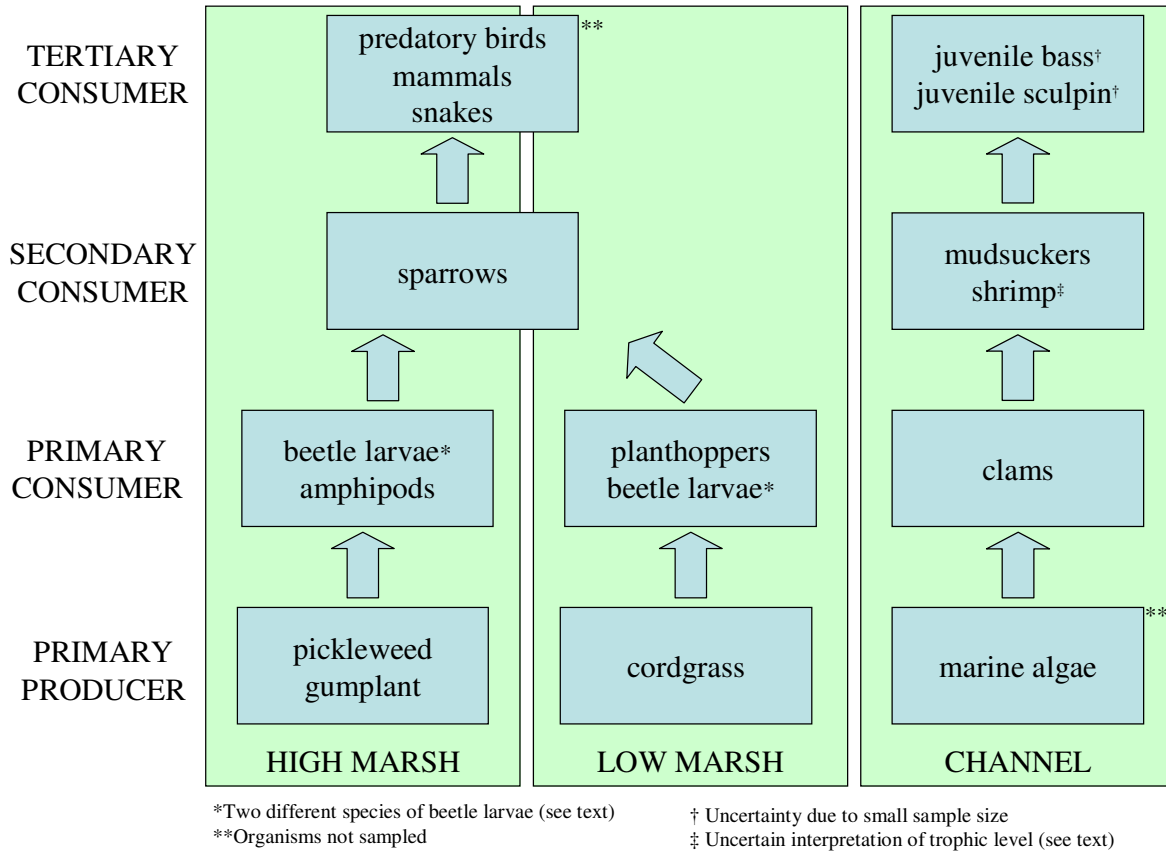 TERTIARY
CONSUMER
predatory birds
mammals
snakes
**
juvenile bass†
juvenile sculpin†
SECONDARY
CONSUMER
sparrows
mudsuckers
shrimp‡
PRIMARY
CONSUMER
beetle larvae*
amphipods
planthoppers
beetle larvae*
clams
PRIMARY
PRODUCER
pickleweed
gumplant
cordgrass
marine algae
**
HIGH MARSH
LOW MARSH
CHANNEL
*Two different species of beetle larvae (see text)
**Organisms not sampled
† Uncertainty due to small sample size
‡ Uncertain interpretation of trophic level (see text)